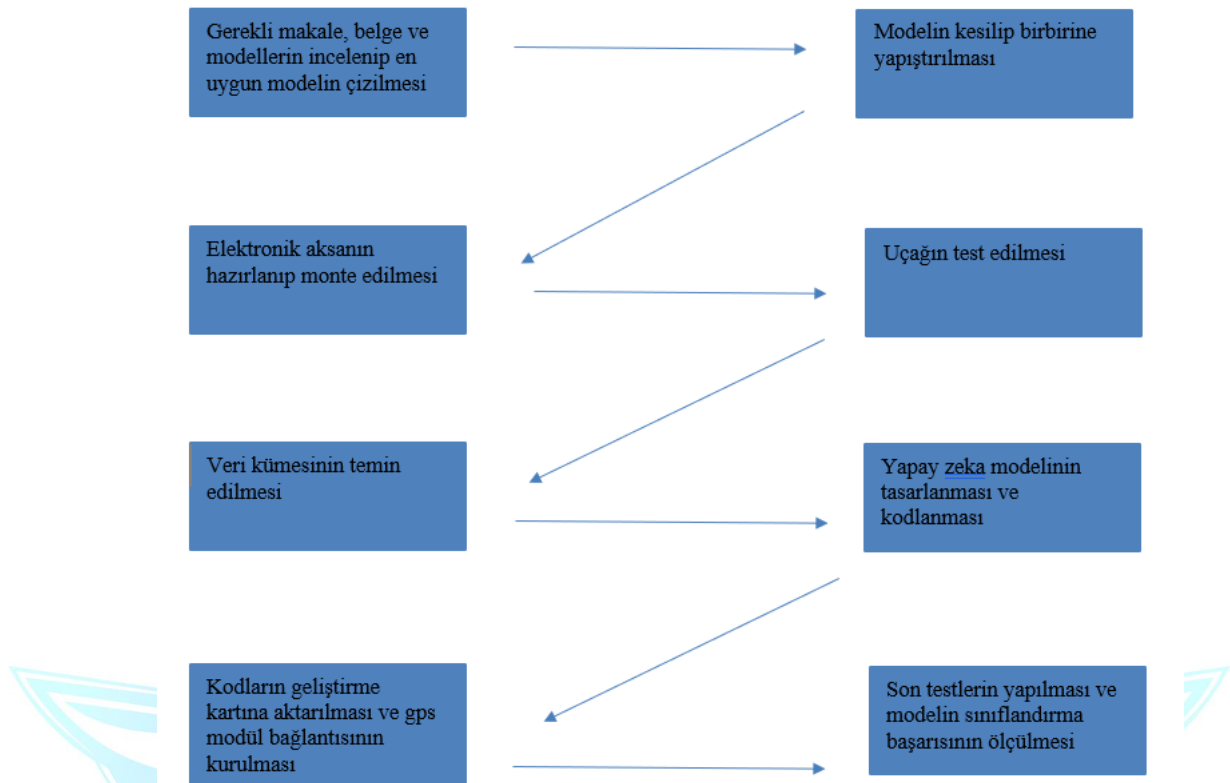 Gerekli makale, belge ve
modellerin incelenip en
uygun modelin çizilmesi
Modelin kesilip birbirine
yapıştırılması
Elektronik aksanın
hazırlanıp monte edilmesi
Uçağın test edilmesi
Veri kümesinin temin
edilmesi
Yapay zeka modelinin
tasarlanması ve
kodlanması
Kodların geliştirme
kartına aktarılması ve gps
modül bağlantısının
kurulması
Son testlerin yapılması ve
modelin sınıflandırma
başarısının ölçülmesi